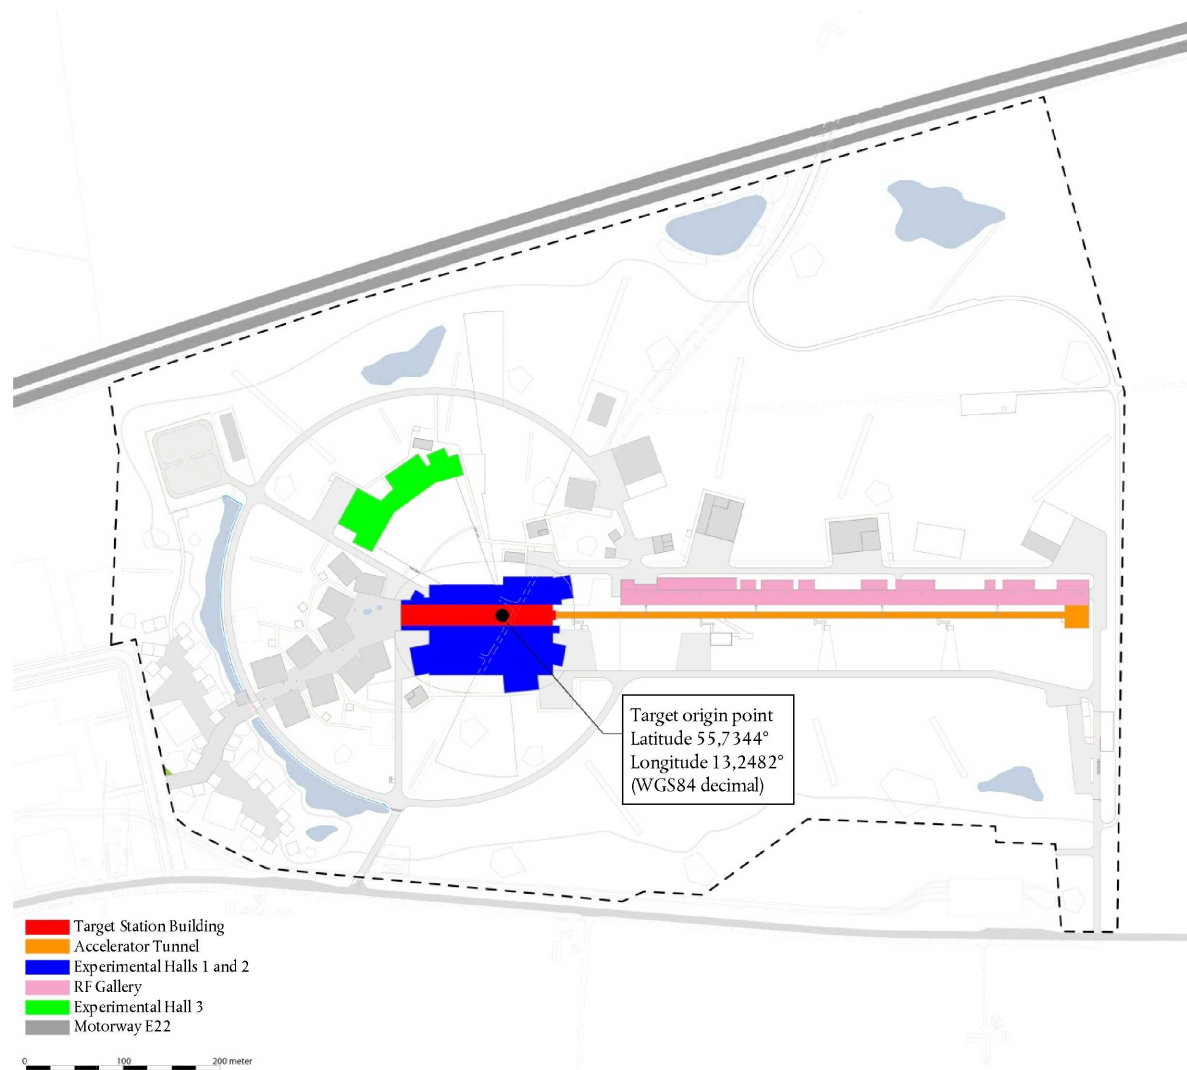 Target origin point
Latitude 55,7344°
Longitude 13,2482°
(WGS84 decimal)
Target Station Building
Accelerator Tunnel
Experimental Halls 1 and 2
RF Gallery
Experimental Hall 3
Motorway E22
0 100 200 meter